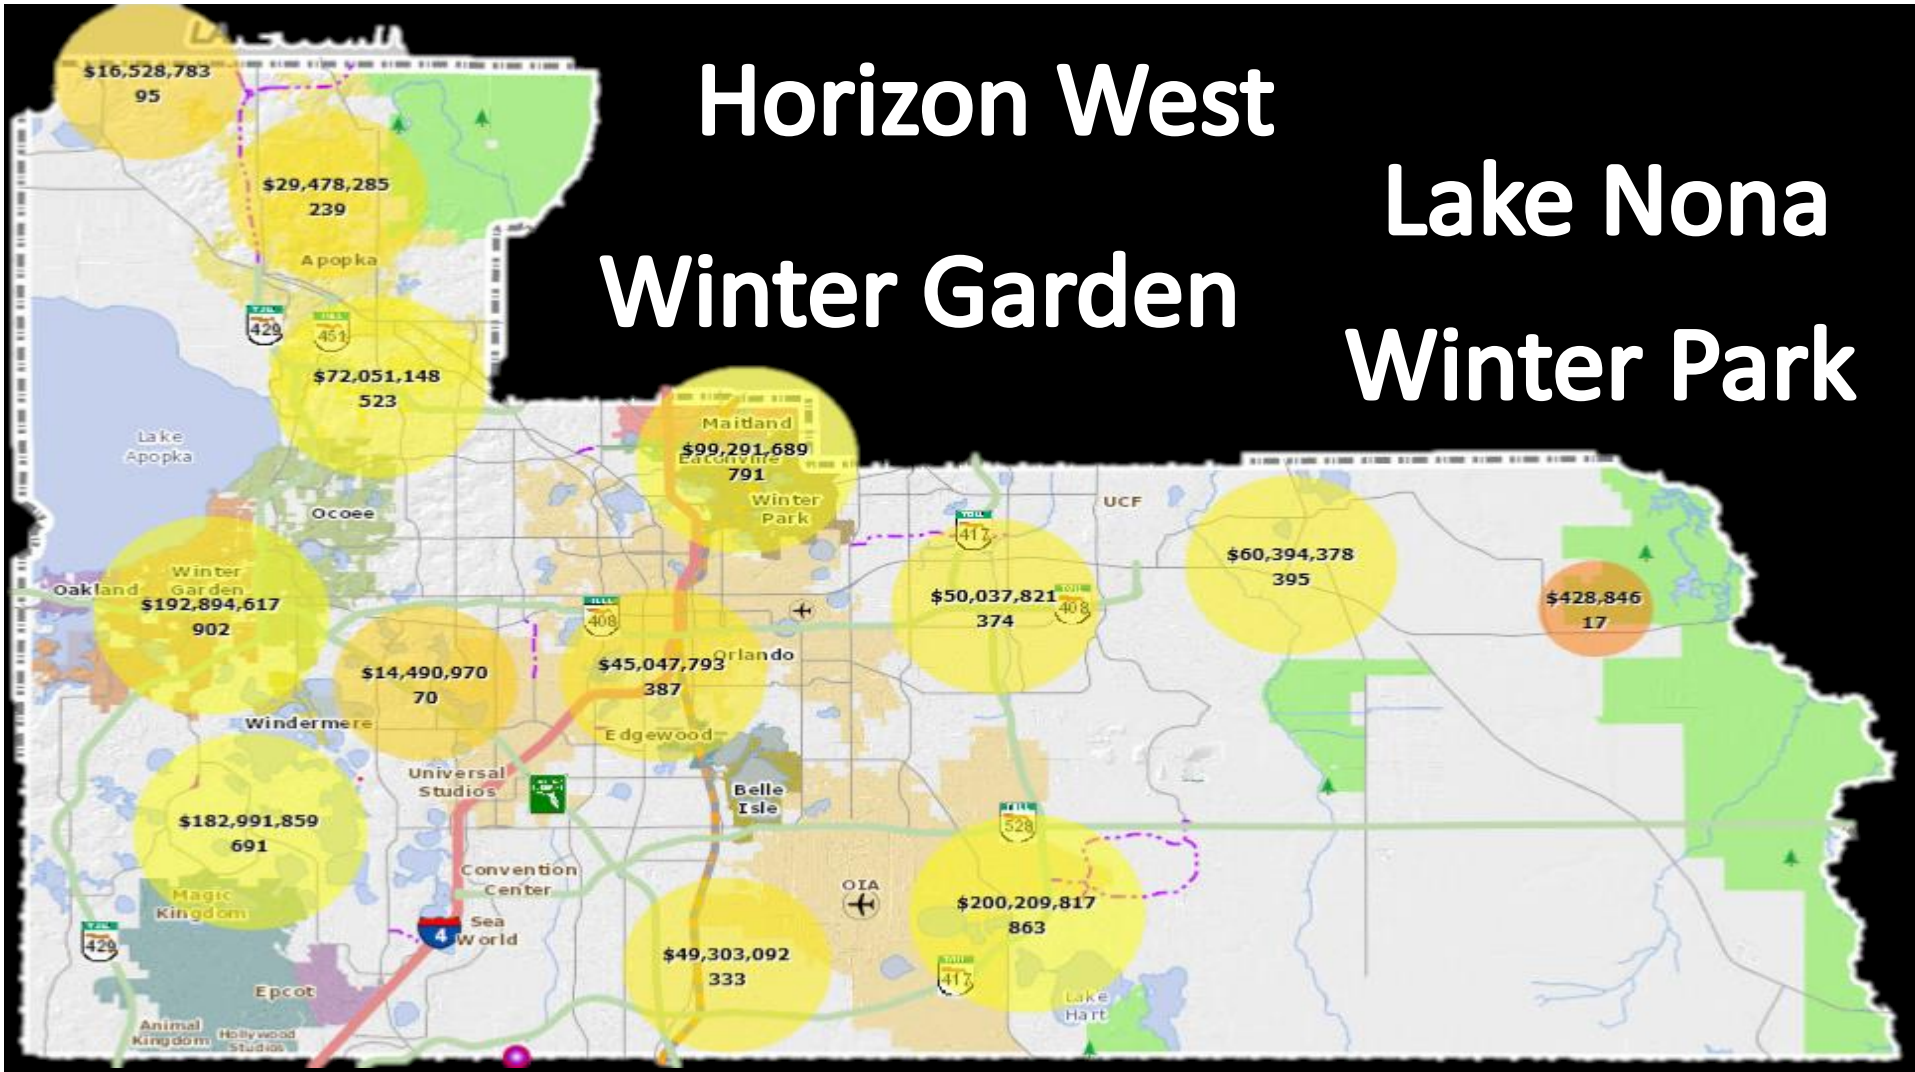 Horizon West
Lake Nona
Winter Garden
Winter Park
$16,528,783
95
$29,478,285
239
Apopka
429
451
$72,051,148
523
Lake
Apopka
Maitland
$99,291,689
Eatonville
791
Winter
Park
Ocoee
UCF
417
$60,394,378
395
Winter
Garden
Oakland
$192,894,617
902
408
$50,037,821
374
408
$428,846
17
$14,490,970
70
$45,047,793
387
Orlando
Windermere
Edgewood
Universal
Studios
Belle
Isle
$182,991,859
691
528
Convention
Center
OIA
Magic
Kingdom
$200,209,817
863
429
4
Sea
World
$49,303,092
333
417
Epcot
Lake
Hart
Animal
Kingdom
Hollywood
Studios